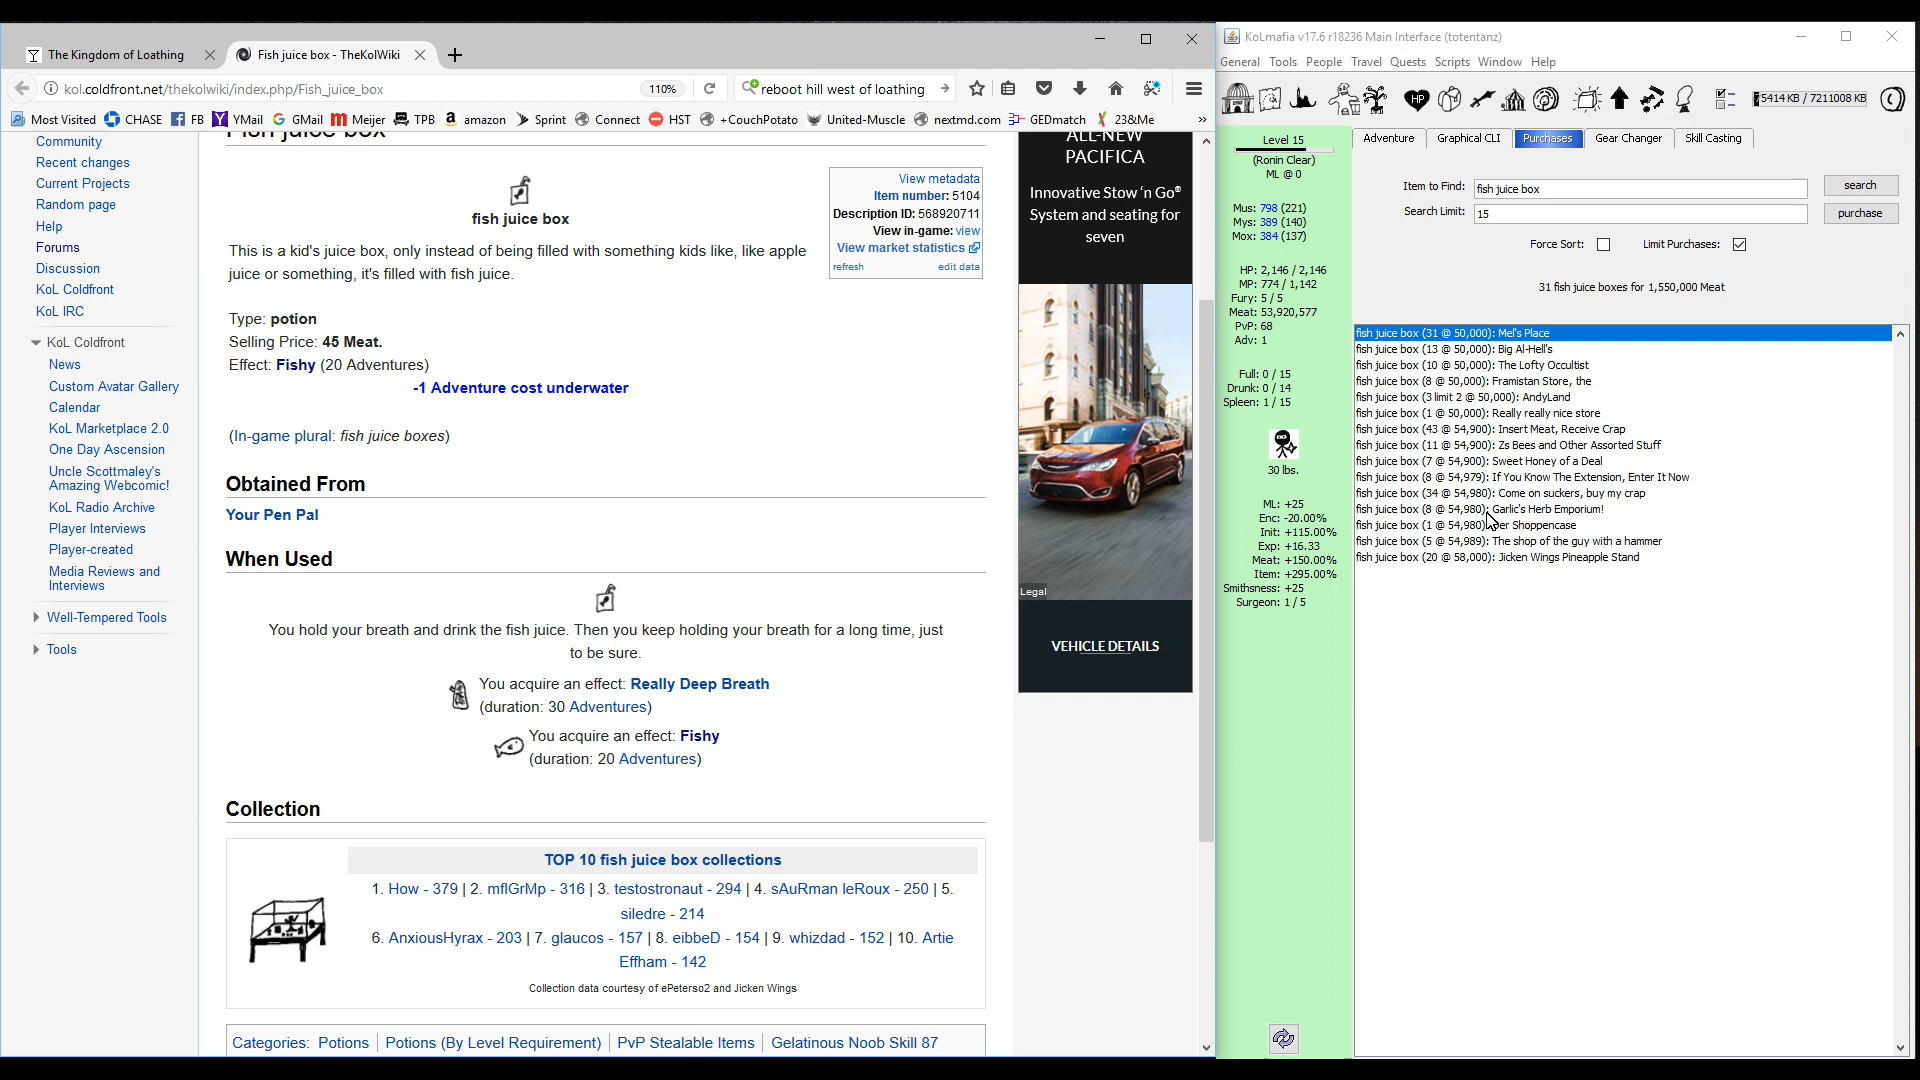 The Kingdom of Loathing
Fish juice box - TheKolWiki
kol.coldfront.net/thekolwiki/index.php/Fish_juice_box
110%
reboot hill west of loathing
Most Visited
CHASE
FB
YMail
GMail
Meijer
TPB
amazon
Sprint
Connect
HST
+CouchPotato
United-Muscle
nextmd.com
GEDmatch
23&Me
»
Community
Recent changes
Current Projects
Random page
Help
Forums
Discussion
KoL Coldfront
KoL IRC
KoL Coldfront
News
Custom Avatar Gallery
Calendar
KoL Marketplace 2.0
One Day Ascension
Uncle Scottmaley's
Amazing Webcomic!
KoL Radio Archive
Player Interviews
Player-created
Media Reviews and
Interviews
Well-Tempered Tools
Tools
Fish juice box
fish juice box
View metadata
Item number: 5104
Description ID: 568920711
View in-game: view
View market statistics
refresh edit data
This is a kid's juice box, only instead of being filled with something kids like, like apple
juice or something, it's filled with fish juice.
Type: potion
Selling Price: 45 Meat.
Effect: Fishy (20 Adventures)
-1 Adventure cost underwater
(In-game plural: fish juice boxes)
Obtained From
Your Pen Pal
When Used
You hold your breath and drink the fish juice. Then you keep holding your breath for a long time, just
to be sure.
You acquire an effect: Really Deep Breath
(duration: 30 Adventures)
You acquire an effect: Fishy
(duration: 20 Adventures)
Collection
TOP 10 fish juice box collections
1. How - 379 | 2. mflGrMp - 316 | 3. testostronaut - 294 | 4. sAuRman leRoux - 250 | 5.
siledre - 214
6. AnxiousHyrax - 203 | 7. glaucos - 157 | 8. eibbeD - 154 | 9. whizdad - 152 | 10. Artie
Effham - 142
Collection data courtesy of ePeterso2 and Jicken Wings
Categories: Potions | Potions (By Level Requirement) | PvP Stealable Items | Gelatinous Noob Skill 87
ALL-NEW
PACIFICA
Innovative Stow 'n Go®
System and seating for
seven
Legal
VEHICLE DETAILS
KoLmafia v17.6 r18236 Main Interface (totentanz)
General Tools People Travel Quests Scripts Window Help
HP
5414 KB / 7211008 KB
Level 15
(Ronin Clear)
ML @ 0
Mus: 798 (221)
Mys: 389 (140)
Mox: 384 (137)
HP: 2,146 / 2,146
MP: 774 / 1,142
Fury: 5 / 5
Meat: 53,920,577
PvP: 68
Adv: 1
Full: 0 / 15
Drunk: 0 / 14
Spleen: 1 / 15
30 lbs.
ML: +25
Enc: -20.00%
Init: +115.00%
Exp: +16.33
Meat: +150.00%
Item: +295.00%
Smithsness: +25
Surgeon: 1 / 5
Adventure
Graphical CLI
Purchases
Gear Changer
Skill Casting
Item to Find: fish juice box
search
Search Limit: 15
purchase
Force Sort:
Limit Purchases:
31 fish juice boxes for 1,550,000 Meat
fish juice box (31 @ 50,000): Mel's Place
fish juice box (13 @ 50,000): Big Al-Hell's
fish juice box (10 @ 50,000): The Lofty Occultist
fish juice box (8 @ 50,000): Framistan Store, the
fish juice box (3 limit 2 @ 50,000): AndyLand
fish juice box (1 @ 50,000): Really really nice store
fish juice box (43 @ 54,900): Insert Meat, Receive Crap
fish juice box (11 @ 54,900): Zs Bees and Other Assorted Stuff
fish juice box (7 @ 54,900): Sweet Honey of a Deal
fish juice box (8 @ 54,979): If You Know The Extension, Enter It Now
fish juice box (34 @ 54,980): Come on suckers, buy my crap
fish juice box (8 @ 54,980): Garlic's Herb Emporium!
fish juice box (1 @ 54,980): Der Shoppencase
fish juice box (5 @ 54,989): The shop of the guy with a hammer
fish juice box (20 @ 58,000): Jicken Wings Pineapple Stand